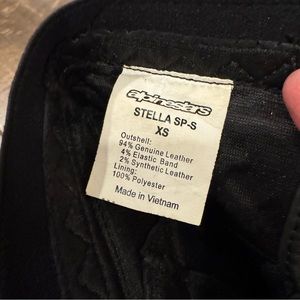 alpinestars
STELLA SP-S
XS
Outshell:
94% Genuine Leather
4% Elastic Band
2% Synthetic Leather
Lining:
100% Polyester
Made in Vietnam